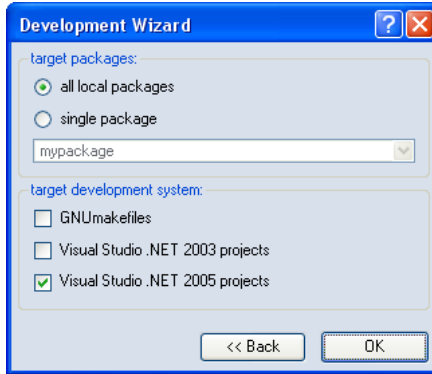 Development Wizard
target packages:
all local packages
single package
mypackage
target development system:
GNUmakefiles
Visual Studio .NET 2003 projects
Visual Studio .NET 2005 projects
<< Back
OK